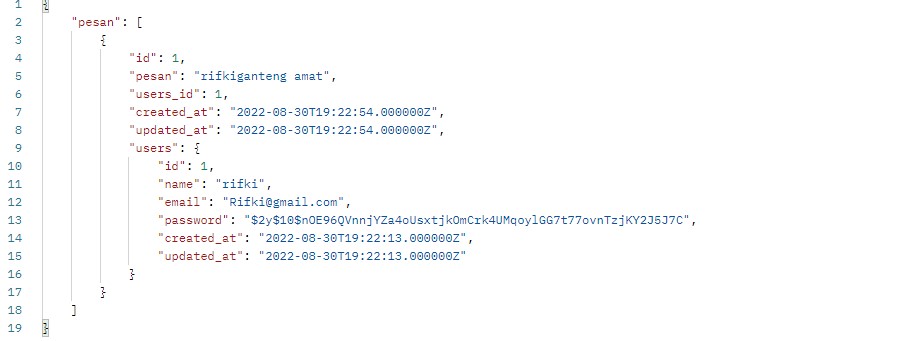 1 {
2 "pesan": [
3 {
4 "id": 1,
5 "pesan": "rifkiganteng amat",
6 "users_id": 1,
7 "created_at": "2022-08-30T19:22:54.000000Z",
8 "updated_at": "2022-08-30T19:22:54.000000Z",
9 "users": {
10 "id": 1,
11 "name": "rifki",
12 "email": "Rifki@gmail.com",
13 "password": "$2y$10$nOE96QVnnjYZa4oUsxtjkOmCrk4UMqoylGG7t77ovnTzjKY2J5J7C",
14 "created_at": "2022-08-30T19:22:13.000000Z",
15 "updated_at": "2022-08-30T19:22:13.000000Z"
16 }
17 }
18 ]
19 }